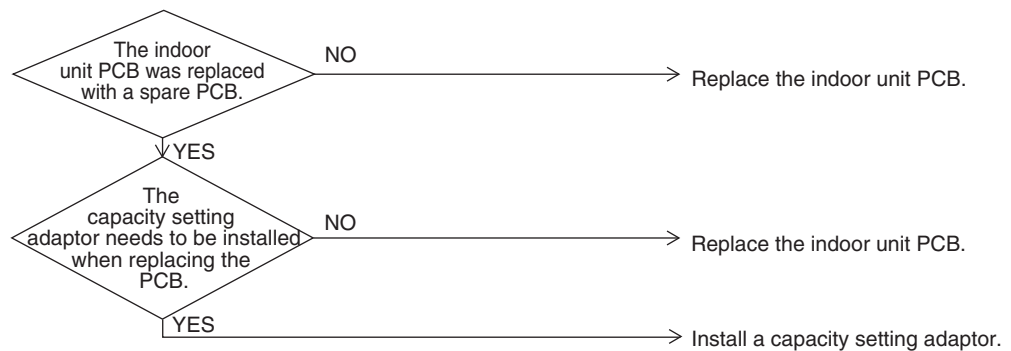 The indoor
unit PCB was replaced
with a spare PCB.
NO
Replace the indoor unit PCB.
YES
The
capacity setting
adaptor needs to be installed
when replacing the
PCB.
NO
Replace the indoor unit PCB.
YES
Install a capacity setting adaptor.